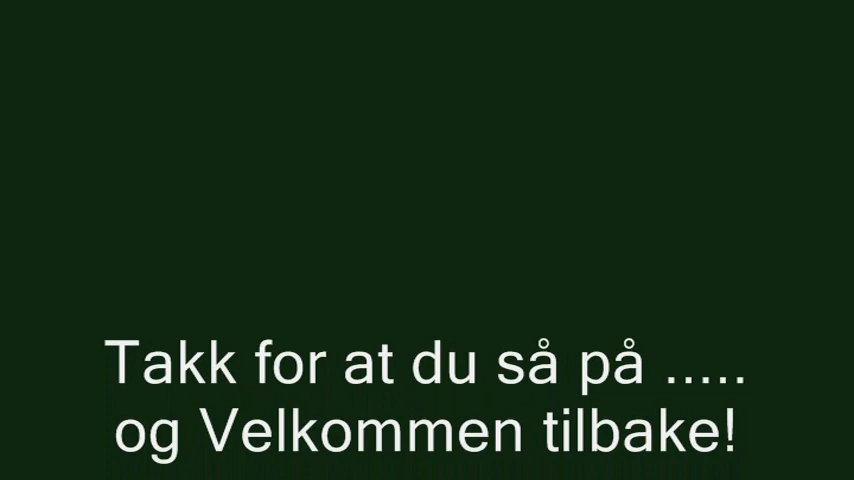 Takk for at du så på .....
og Velkommen tilbake!